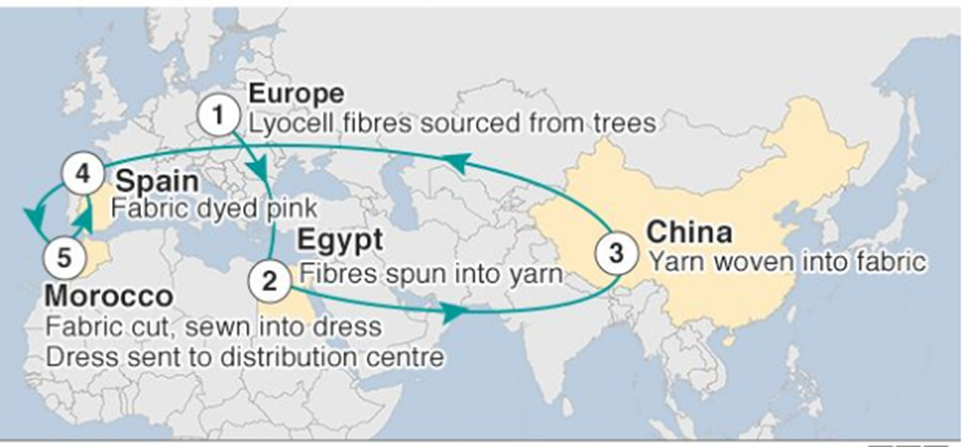 1
Europe
Lyocell fibres sourced from trees
4
Spain
Fabric dyed pink
Egypt
2
Fibres spun into yarn
3
China
Yarn woven into fabric
5
Morocco
Fabric cut, sewn into dress
Dress sent to distribution centre